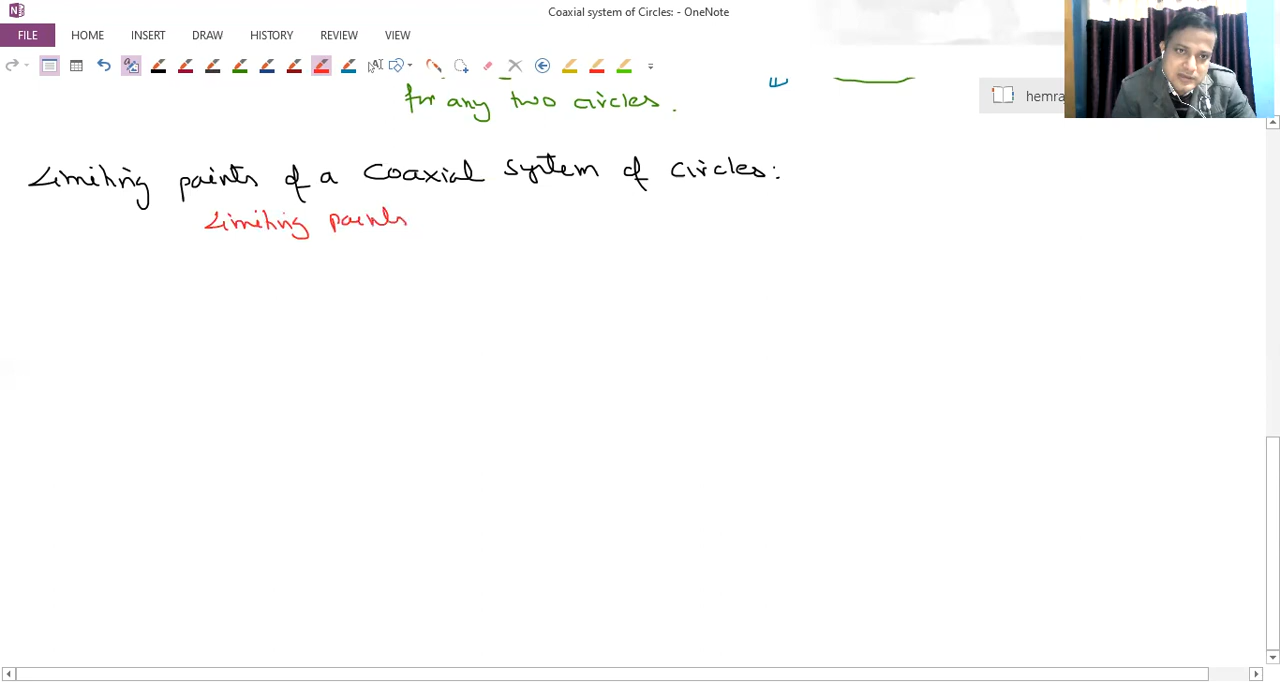 Coaxial system of Circles: - OneNote
FILE HOME INSERT DRAW HISTORY REVIEW VIEW
for any two circles.
hemra
Limiting points of a Coaxial System of Circles:
Limiting points